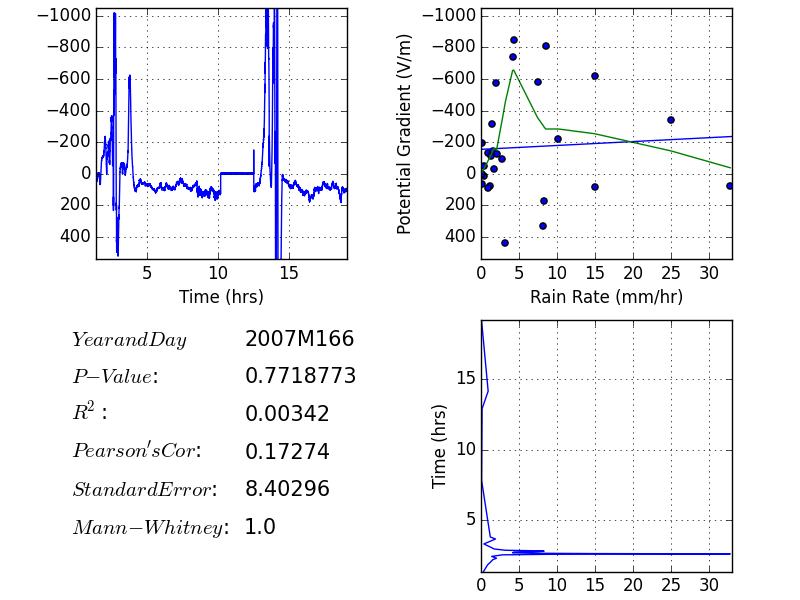 −1000
−800
−600
−400
−200
0
200
400
5 10 15
Time (hrs)
−1000
−800
−600
−400
−200
0
200
400
Potential Gradient (V/m)
0 5 10 15 20 25 30
Rain Rate (mm/hr)
YearandDay 2007M166
P−Value: 0.7718773
R²: 0.00342
Pearson'sCor: 0.17274
StandardError: 8.40296
Mann−Whitney: 1.0
15
10
5
Time (hrs)
0 5 10 15 20 25 30